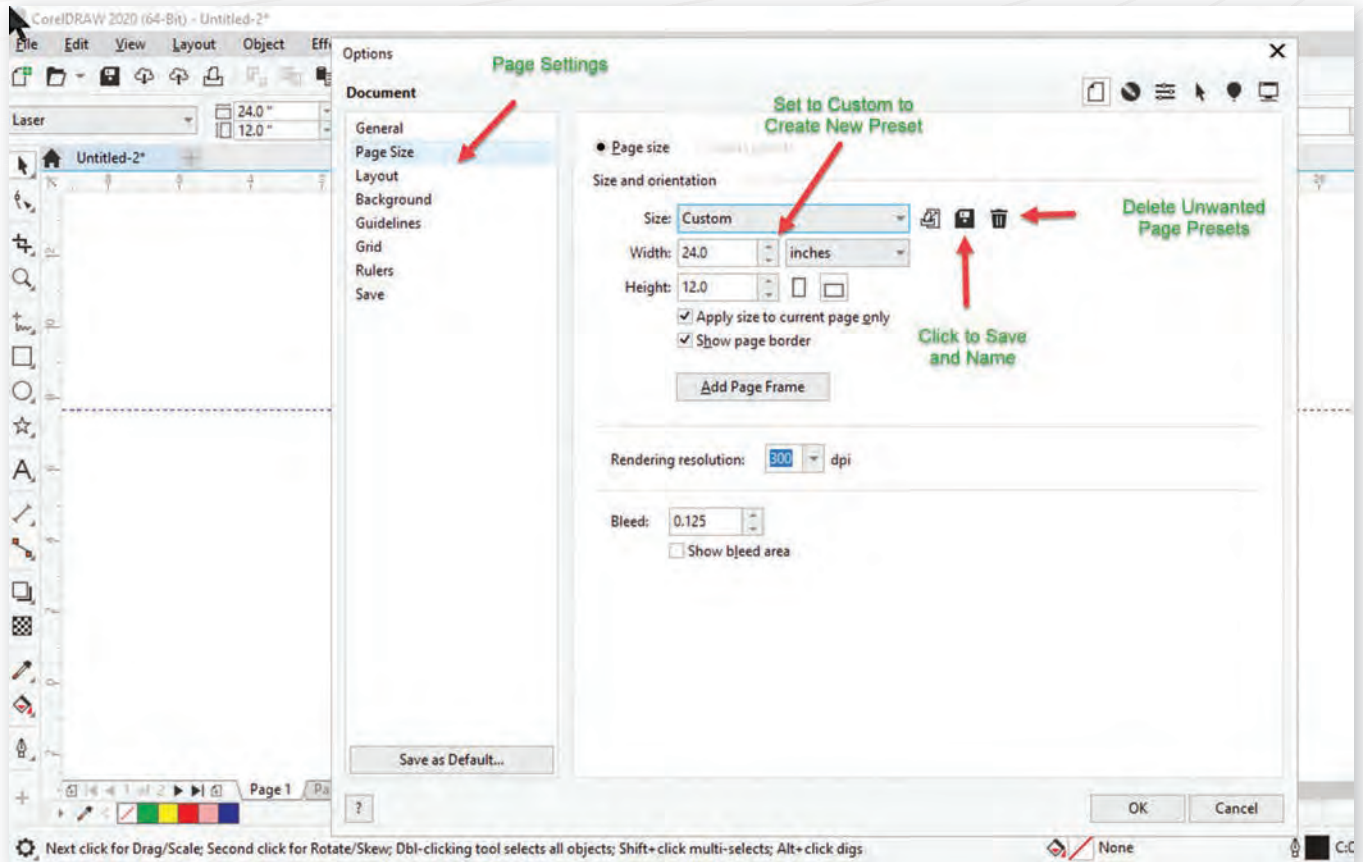 CorelDRAW 2020 (64-Bit) - Untitled-2*
File Edit View Layout Object Eff
Laser
24.0 "
12.0 "
Untitled-2*
Options
Document
General
Page Size
Layout
Background
Guidelines
Grid
Rulers
Save
Save as Default...
Page Settings
Set to Custom to
Create New Preset
Page size
Size and orientation
Size: Custom
Width: 24.0 inches
Height: 12.0
Apply size to current page only
Show page border
Add Page Frame
Delete Unwanted
Page Presets
Click to Save
and Name
Rendering resolution: 300 dpi
Bleed: 0.125
Show bleed area
? OK Cancel
1 of 2 Page 1 Pa
Next click for Drag/Scale; Second click for Rotate/Skew; Dbl-clicking tool selects all objects; Shift+click multi-selects; Alt+click digs
None